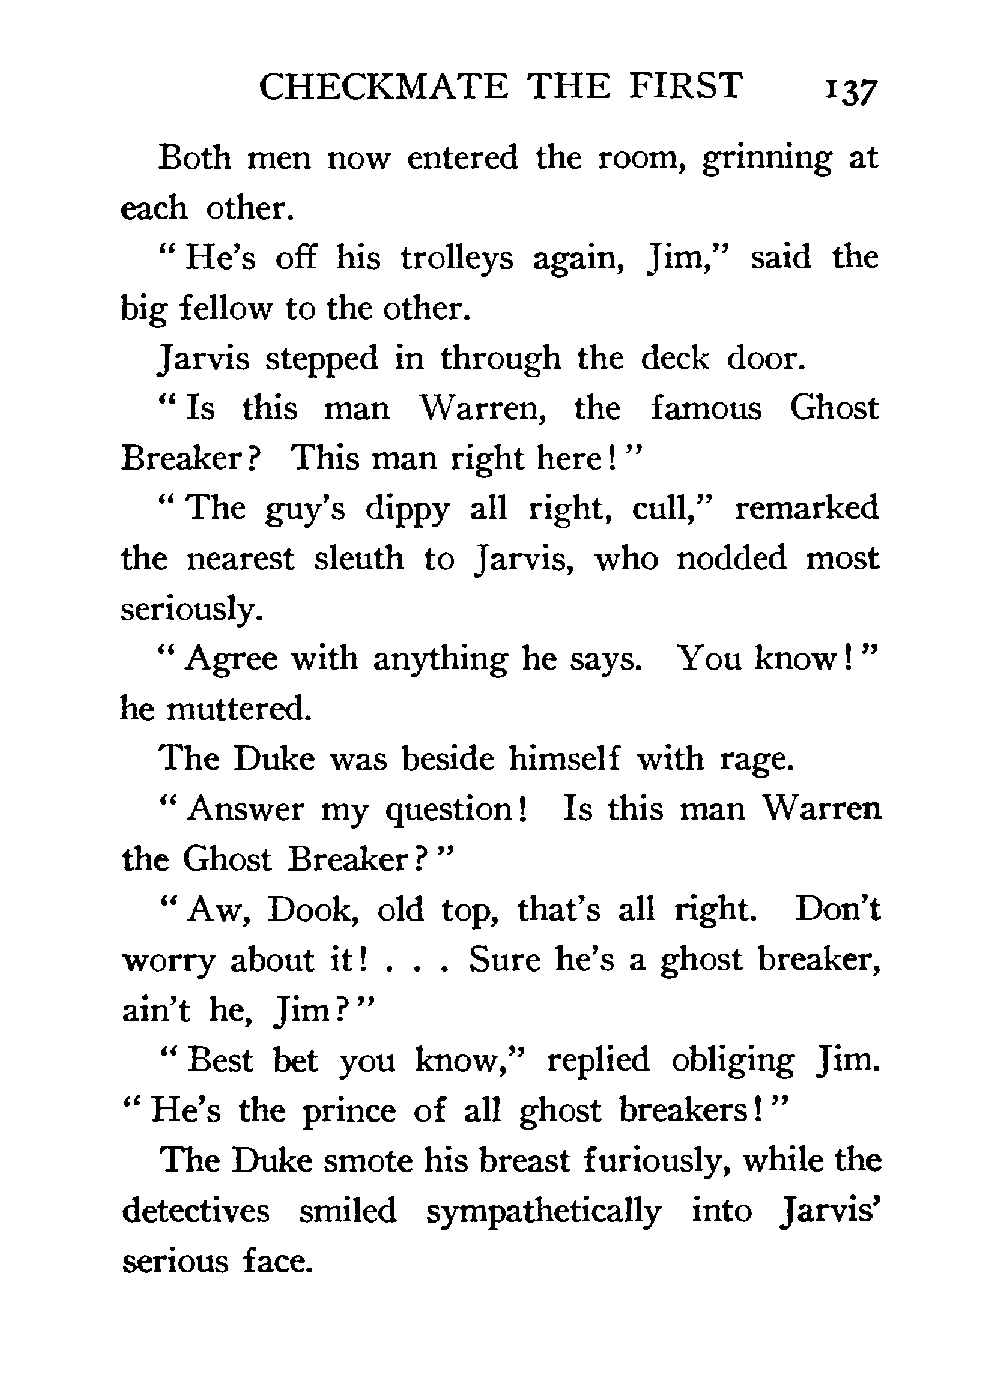 CHECKMATE THE FIRST 137
Both men now entered the room, grinning at
each other.
“ He’s off his trolleys again, Jim,” said the
big fellow to the other.
Jarvis stepped in through the deck door.
“ Is this man Warren, the famous Ghost
Breaker? This man right here! ”
“ The guy’s dippy all right, cull,” remarked
the nearest sleuth to Jarvis, who nodded most
seriously.
“ Agree with anything he says. You know! ”
he muttered.
The Duke was beside himself with rage.
“ Answer my question! Is this man Warren
the Ghost Breaker? ”
“ Aw, Dook, old top, that’s all right. Don’t
worry about it! . . . Sure he’s a ghost breaker,
ain’t he, Jim? ”
“ Best bet you know,” replied obliging Jim.
“ He’s the prince of all ghost breakers! ”
The Duke smote his breast furiously, while the
detectives smiled sympathetically into Jarvis’
serious face.